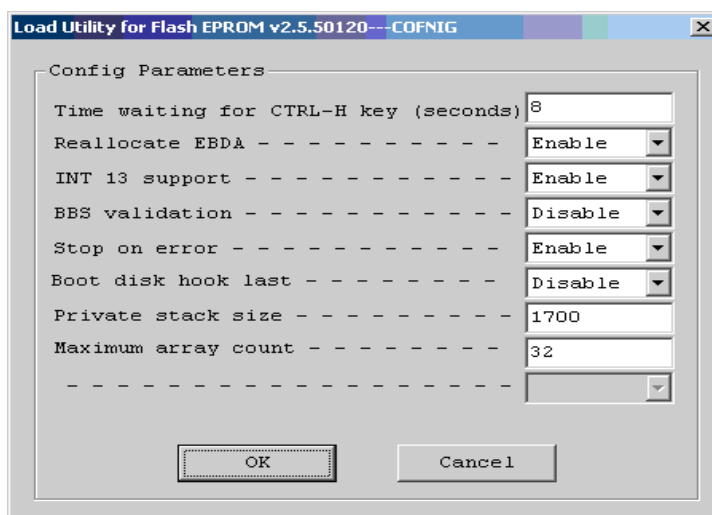 Load Utility for Flash EPROM v2.5.50120---COFNIG
Config Parameters
Time waiting for CTRL-H key (seconds) 8
Reallocate EBDA - - - - - - - - - - Enable
INT 13 support - - - - - - - - - - - Enable
BBS validation - - - - - - - - - - - Disable
Stop on error - - - - - - - - - - - Enable
Boot disk hook last - - - - - - - - Disable
Private stack size - - - - - - - - - 1700
Maximum array count - - - - - - - - 32
- - - - - - - - - - - - - - - - - - -
OK Cancel